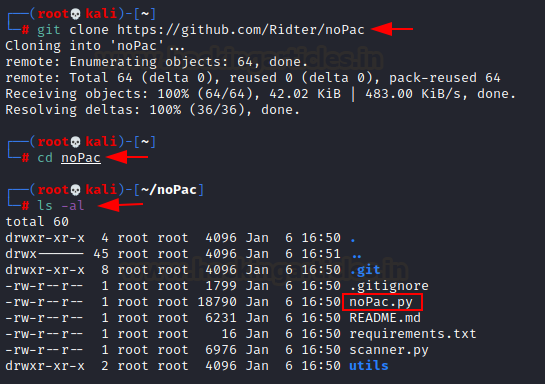 ┌──(root💀kali)-[~]
└─# git clone https://github.com/Ridter/noPac
Cloning into 'noPac'...
remote: Enumerating objects: 64, done.
remote: Total 64 (delta 0), reused 0 (delta 0), pack-reused 64
Receiving objects: 100% (64/64), 42.02 KiB | 483.00 KiB/s, done.
Resolving deltas: 100% (36/36), done.
┌──(root💀kali)-[~]
└─# cd noPac
┌──(root💀kali)-[~/noPac]
└─# ls -al
total 60
drwxr-xr-x  4 root root  4096 Jan  6 16:50 .
drwx------ 45 root root  4096 Jan  6 16:51 ..
drwxr-xr-x  8 root root  4096 Jan  6 16:50 .git
-rw-r--r--  1 root root  1799 Jan  6 16:50 .gitignore
-rw-r--r--  1 root root 18790 Jan  6 16:50 noPac.py
-rw-r--r--  1 root root  6231 Jan  6 16:50 README.md
-rw-r--r--  1 root root    16 Jan  6 16:50 requirements.txt
-rw-r--r--  1 root root  6976 Jan  6 16:50 scanner.py
drwxr-xr-x  2 root root  4096 Jan  6 16:50 utils